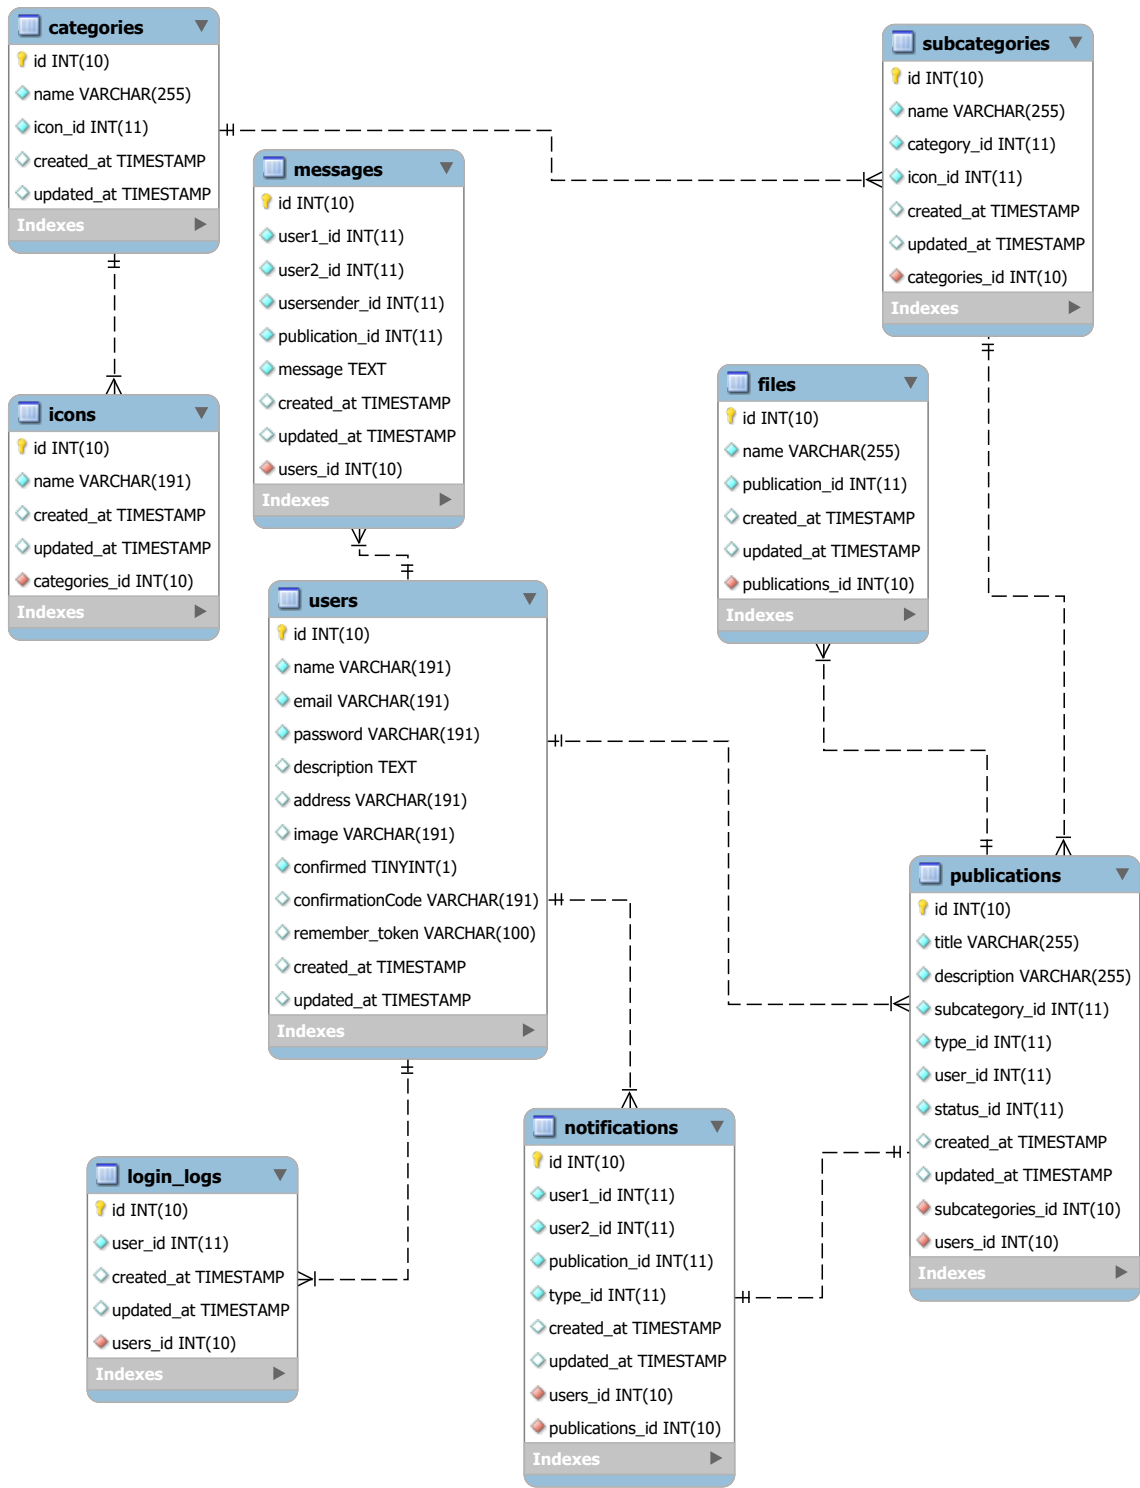 categories
id INT(10)
name VARCHAR(255)
icon_id INT(11)
created_at TIMESTAMP
updated_at TIMESTAMP
Indexes
subcategories
id INT(10)
name VARCHAR(255)
category_id INT(11)
icon_id INT(11)
created_at TIMESTAMP
updated_at TIMESTAMP
categories_id INT(10)
Indexes
messages
id INT(10)
user1_id INT(11)
user2_id INT(11)
usersender_id INT(11)
publication_id INT(11)
message TEXT
created_at TIMESTAMP
updated_at TIMESTAMP
users_id INT(10)
Indexes
files
id INT(10)
name VARCHAR(255)
publication_id INT(11)
created_at TIMESTAMP
updated_at TIMESTAMP
publications_id INT(10)
Indexes
icons
id INT(10)
name VARCHAR(191)
created_at TIMESTAMP
updated_at TIMESTAMP
categories_id INT(10)
Indexes
users
id INT(10)
name VARCHAR(191)
email VARCHAR(191)
password VARCHAR(191)
description TEXT
address VARCHAR(191)
image VARCHAR(191)
confirmed TINYINT(1)
confirmationCode VARCHAR(191)
remember_token VARCHAR(100)
created_at TIMESTAMP
updated_at TIMESTAMP
Indexes
publications
id INT(10)
title VARCHAR(255)
description VARCHAR(255)
subcategory_id INT(11)
type_id INT(11)
user_id INT(11)
status_id INT(11)
created_at TIMESTAMP
updated_at TIMESTAMP
subcategories_id INT(10)
users_id INT(10)
Indexes
notifications
id INT(10)
user1_id INT(11)
user2_id INT(11)
publication_id INT(11)
type_id INT(11)
created_at TIMESTAMP
updated_at TIMESTAMP
users_id INT(10)
publications_id INT(10)
Indexes
login_logs
id INT(10)
user_id INT(11)
created_at TIMESTAMP
updated_at TIMESTAMP
users_id INT(10)
Indexes